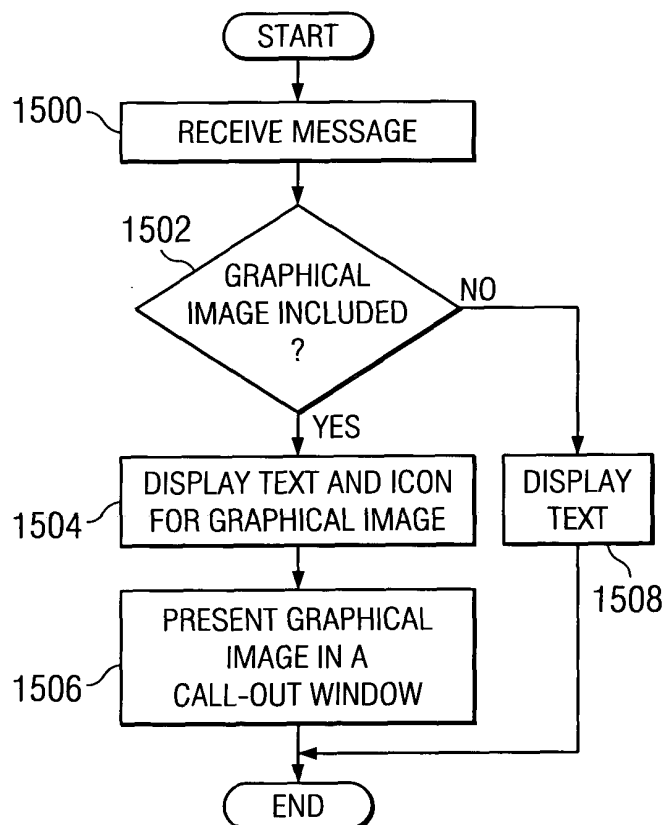 START
1500
RECEIVE MESSAGE
1502
GRAPHICAL
IMAGE INCLUDED
?
NO
YES
1504
DISPLAY TEXT AND ICON
FOR GRAPHICAL IMAGE
DISPLAY
TEXT
1508
1506
PRESENT GRAPHICAL
IMAGE IN A
CALL-OUT WINDOW
END